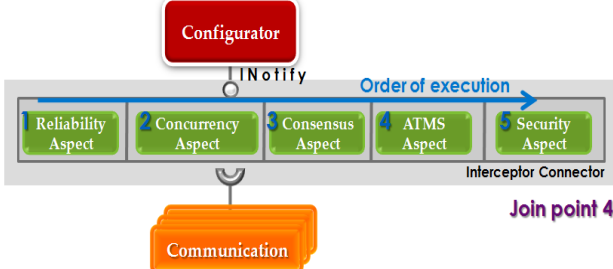 Configurator
INotify
Order of execution
1 Reliability Aspect
2 Concurrency Aspect
3 Consensus Aspect
4 ATMS Aspect
5 Security Aspect
Interceptor Connector
Join point 4
Communication